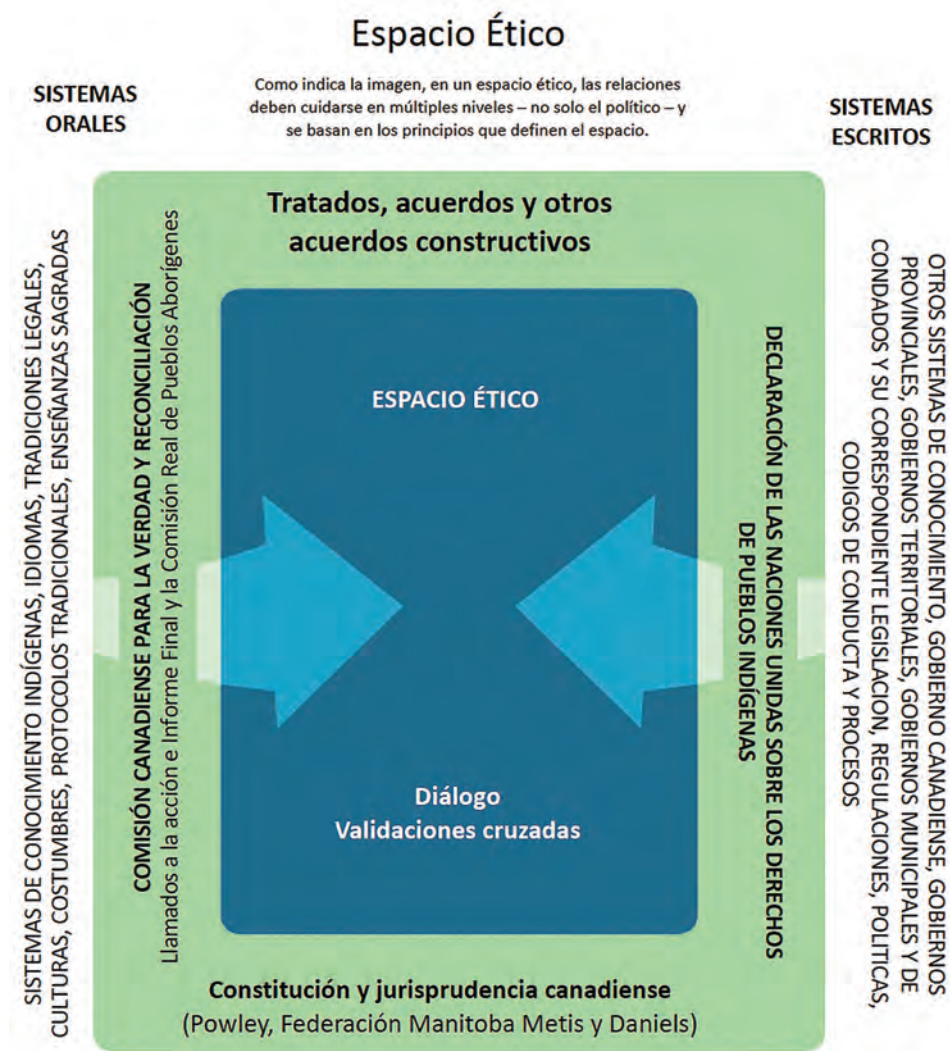 Espacio Ético
Como indica la imagen, en un espacio ético, las relaciones
deben cuidarse en múltiples niveles – no solo el político – y
se basan en los principios que definen el espacio.
SISTEMAS
ORALES
SISTEMAS
ESCRITOS
SISTEMAS DE CONOCIMIENTO INDÍGENAS, IDIOMAS, TRADICIONES LEGALES,
CULTURAS, COSTUMBRES, PROTOCOLOS TRADICIONALES, ENSEÑANZAS SAGRADAS
Tratados, acuerdos y otros
acuerdos constructivos
COMISIÓN CANADIENSE PARA LA VERDAD Y RECONCILIACIÓN
Llamados a la acción e Informe Final y la Comisión Real de Pueblos Aborígenes
ESPACIO ÉTICO
Diálogo
Validaciones cruzadas
DECLARACIÓN DE LAS NACIONES UNIDAS SOBRE LOS DERECHOS
DE PUEBLOS INDÍGENAS
Constitución y jurisprudencia canadiense
(Powley, Federación Manitoba Metis y Daniels)
OTROS SISTEMAS DE CONOCIMIENTO, GOBIERNO CANADIENSE, GOBIERNOS
PROVINCIALES, GOBIERNOS TERRITORIALES, GOBIERNOS MUNICIPALES Y DE
CONDADOS Y SU CORRESPONDIENTE LEGISLACION, REGULACIONES, POLITICAS,
CODIGOS DE CONDUCTA Y PROCESOS